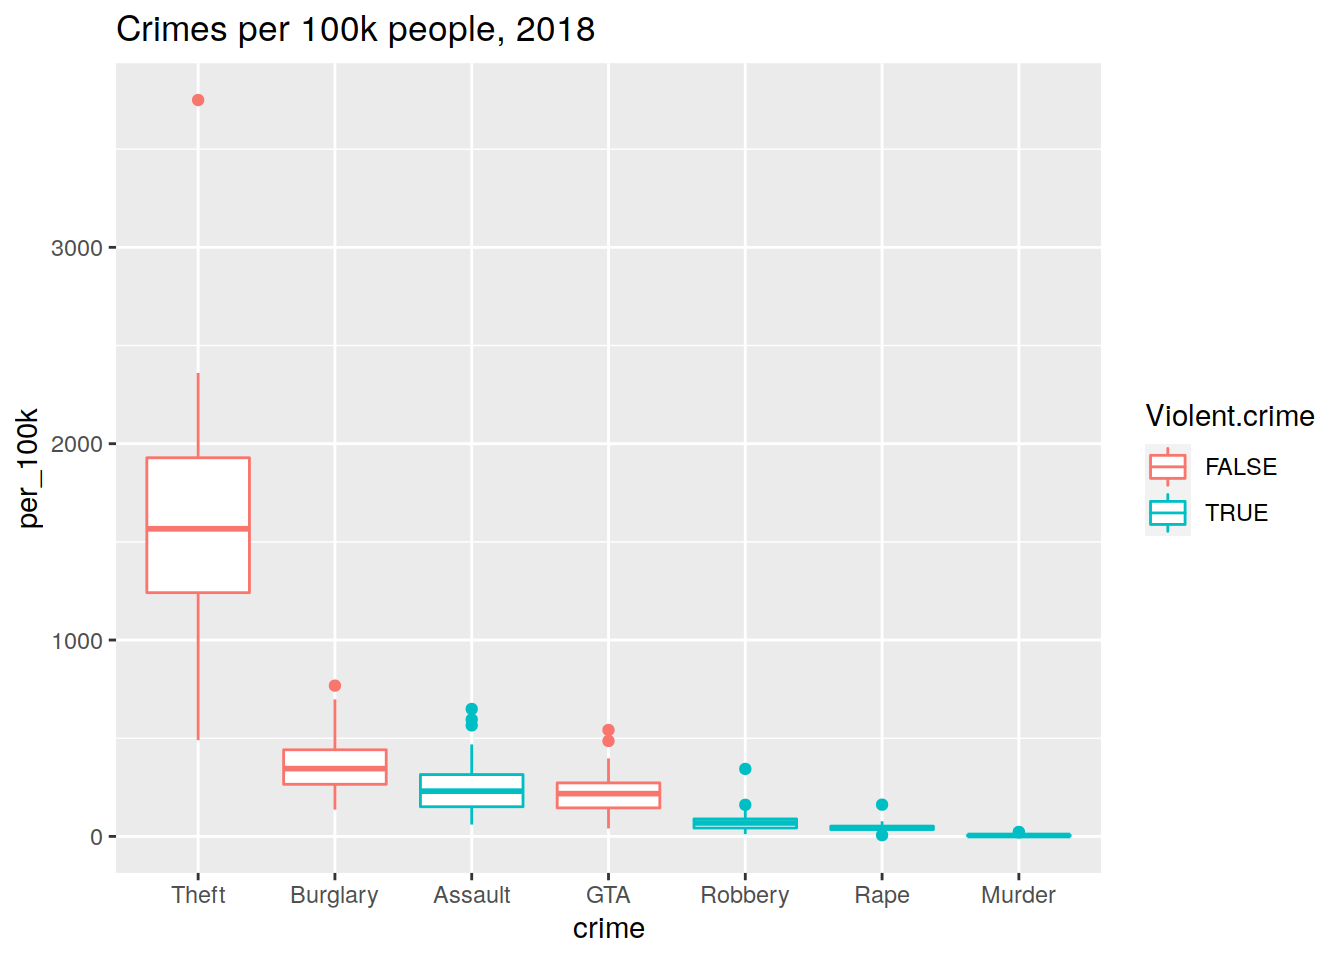 Crimes per 100k people, 2018
per_100k
3000
2000
1000
0
Theft Burglary Assault GTA Robbery Rape Murder
crime
Violent.crime
FALSE
TRUE